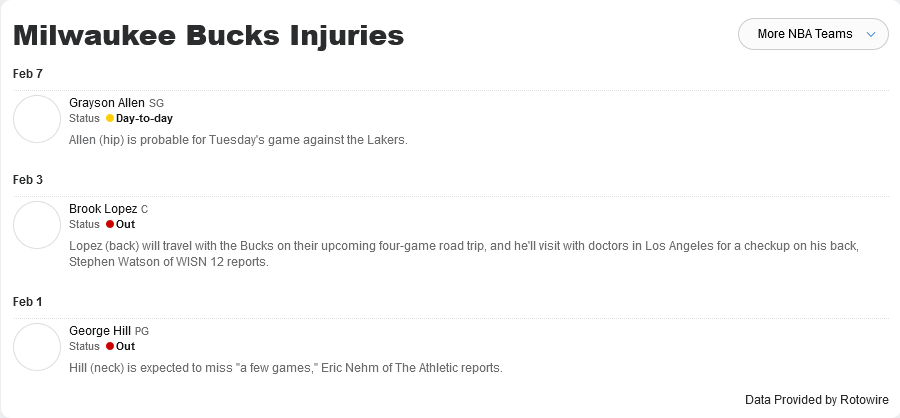 Milwaukee Bucks Injuries
More NBA Teams
Feb 7
Grayson Allen SG
Status Day-to-day
Allen (hip) is probable for Tuesday's game against the Lakers.
Feb 3
Brook Lopez C
Status Out
Lopez (back) will travel with the Bucks on their upcoming four-game road trip, and he'll visit with doctors in Los Angeles for a checkup on his back,
Stephen Watson of WISN 12 reports.
Feb 1
George Hill PG
Status Out
Hill (neck) is expected to miss "a few games," Eric Nehm of The Athletic reports.
Data Provided by Rotowire